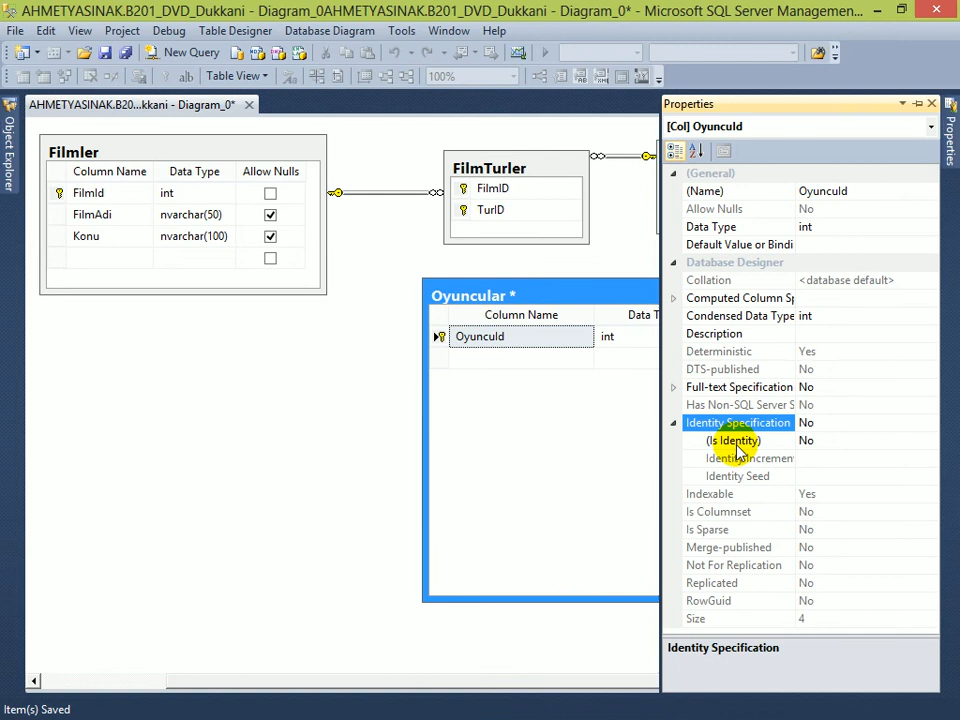 AHMETYASINAK.B201_DVD_Dukkani - Diagram_0AHMETYASINAK.B201_DVD_Dukkani - Diagram_0* - Microsoft SQL Server Managemen...
File Edit View Project Debug Table Designer Database Diagram Tools Window Help
New Query
Table View 100%
AHMETYASINAK.B20...kkani - Diagram_0*
Object Explorer
Filmler
Column Name Data Type Allow Nulls
FilmId int
FilmAdi nvarchar(50)
Konu nvarchar(100)
FilmTurler
FilmID
TurID
Oyuncular *
Column Name Data T
OyuncuId int
Properties
[Col] OyuncuId
(General)
(Name) OyuncuId
Allow Nulls No
Data Type int
Default Value or Bindi
Database Designer
Collation <database default>
Computed Column Sp
Condensed Data Type int
Description
Deterministic Yes
DTS-published No
Full-text Specification No
Has Non-SQL Server S No
Identity Specification No
(Is Identity) No
Identity Increment
Identity Seed
Indexable Yes
Is Columnset No
Is Sparse No
Merge-published No
Not For Replication No
Replicated No
RowGuid No
Size 4
Identity Specification
Properties
Item(s) Saved